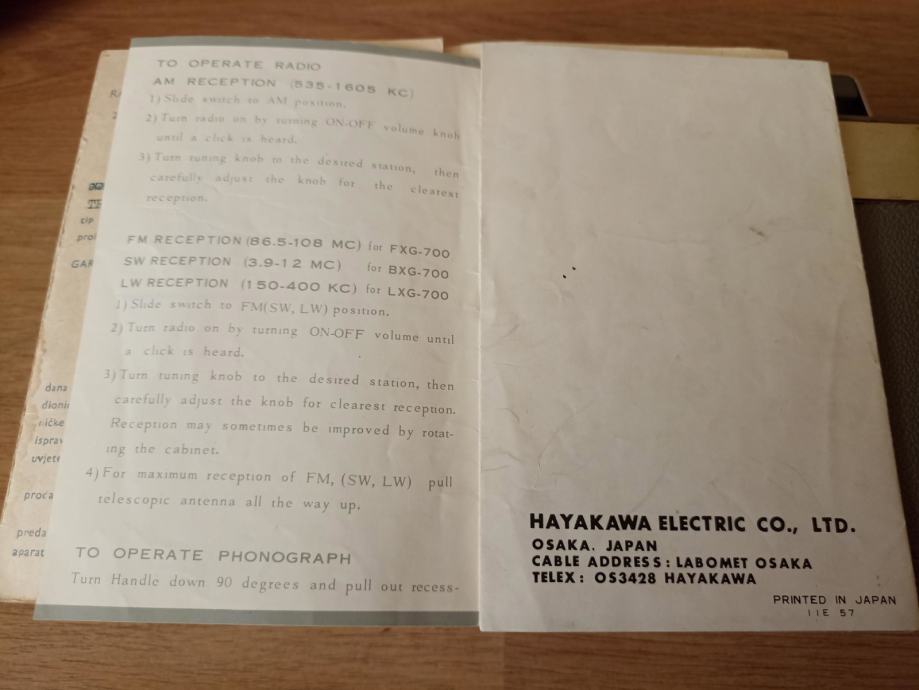 TO OPERATE RADIO
AM RECEPTION (535-1605 KC)
1) Slide switch to AM position.
2) Turn radio on by turning ON-OFF volume knob
until a click is heard.
3) Turn tuning knob to the desired station, then
carefully adjust the knob for the clearest
reception.
FM RECEPTION (86.5-108 MC) for FXG-700
SW RECEPTION (3.9-12 MC) for BXG-700
LW RECEPTION (150-400 KC) for LXG-700
1) Slide switch to FM(SW, LW) position.
2) Turn radio on by turning ON-OFF volume until
a click is heard.
3) Turn tuning knob to the desired station, then
carefully adjust the knob for clearest reception.
Reception may sometimes be improved by rotat-
ing the cabinet.
4) For maximum reception of FM, (SW, LW) pull
telescopic antenna all the way up.
TO OPERATE PHONOGRAPH
Turn Handle down 90 degrees and pull out recess-
tip
proi
GAR
dana
dioni
ničke
isprav
uvjete
proda
preda
aparat
HAYAKAWA ELECTRIC CO., LTD.
OSAKA. JAPAN
CABLE ADDRESS: LABOMET OSAKA
TELEX: OS3428 HAYAKAWA
PRINTED IN JAPAN
11E 57